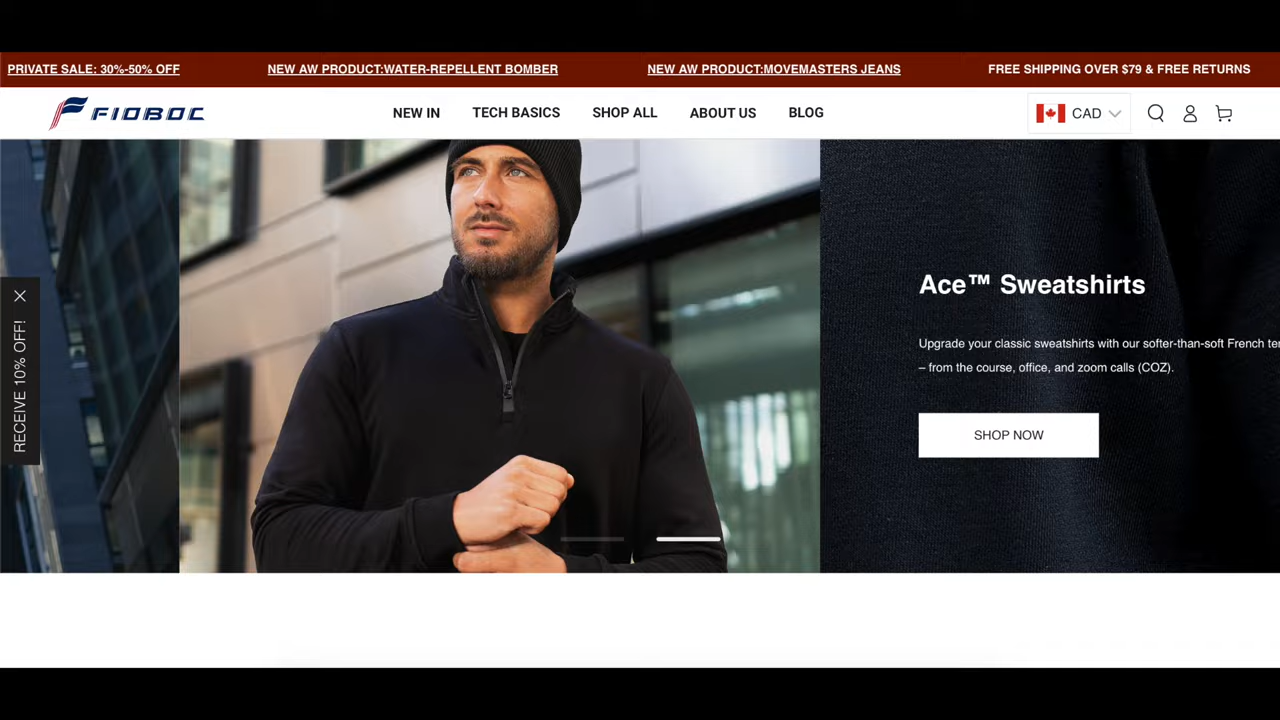 PRIVATE SALE: 30%-50% OFF
NEW AW PRODUCT:WATER-REPELLENT BOMBER
NEW AW PRODUCT:MOVEMASTERS JEANS
FREE SHIPPING OVER $79 & FREE RETURNS
FIOBOC
NEW IN
TECH BASICS
SHOP ALL
ABOUT US
BLOG
CAD
RECEIVE 10% OFF!
Ace™ Sweatshirts
Upgrade your classic sweatshirts with our softer-than-soft French
– from the course, office, and zoom calls (COZ).
SHOP NOW